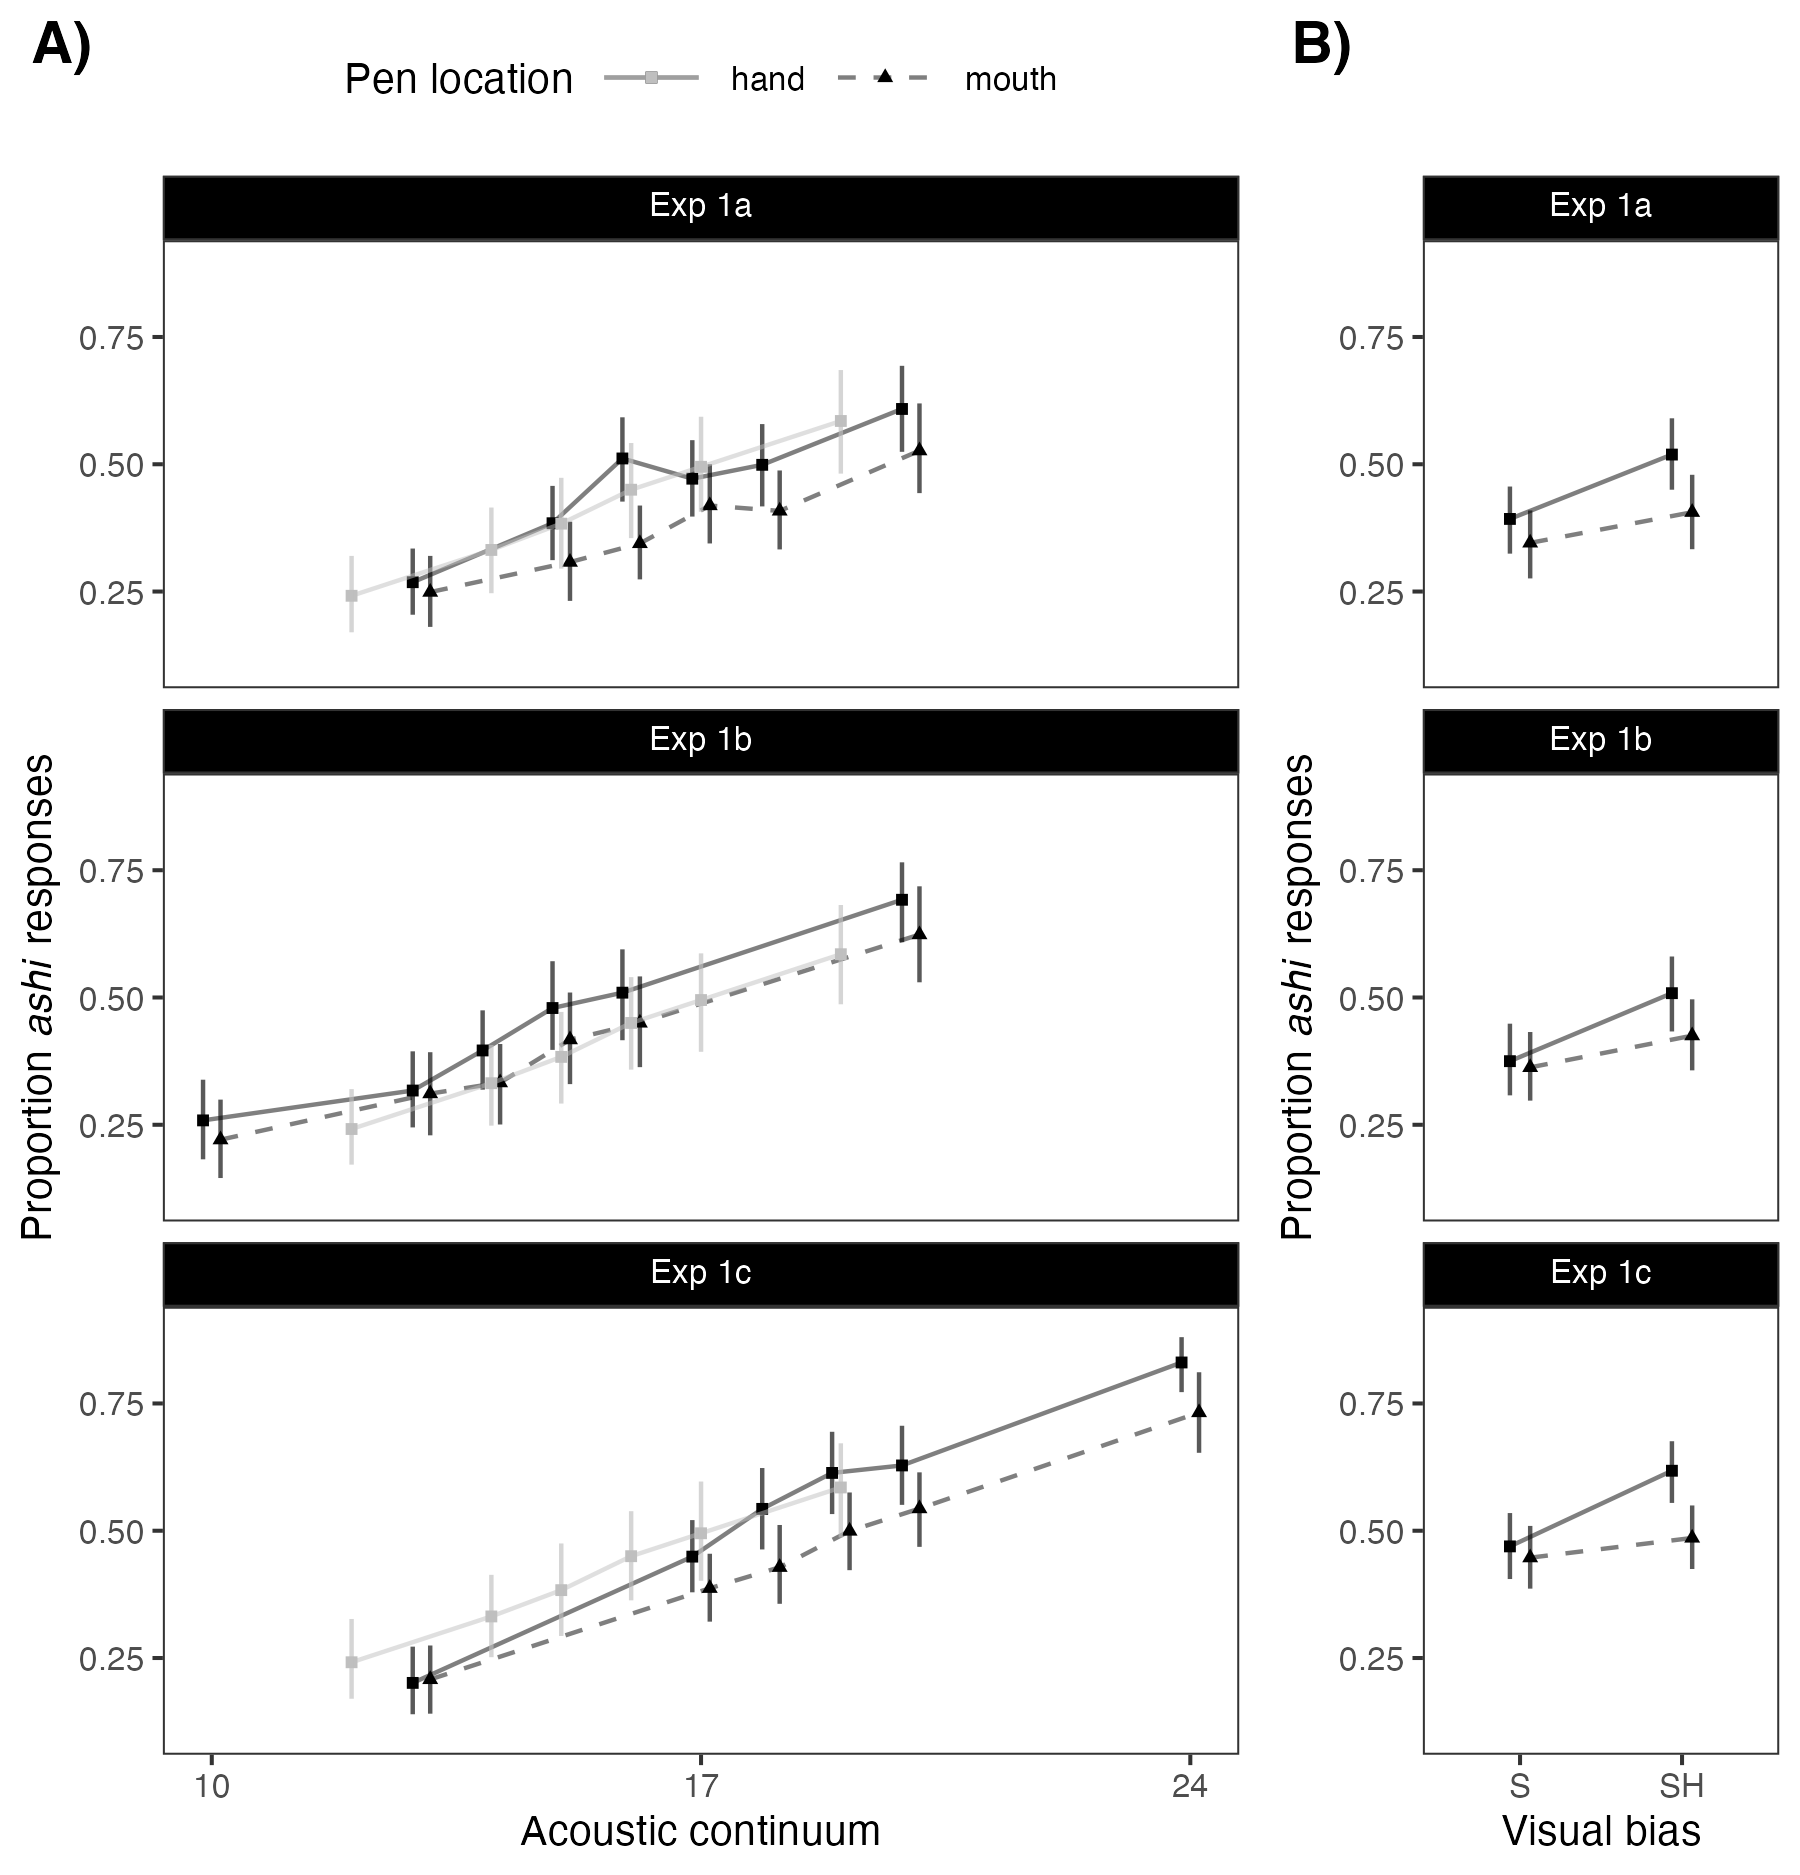 A)
Pen location hand mouth
Exp 1a
0.75
0.50
0.25
Exp 1b
0.75
0.50
0.25
Exp 1c
0.75
0.50
0.25
10 17 24
Acoustic continuum
Proportion ashi responses
B)
Exp 1a
0.75
0.50
0.25
Exp 1b
0.75
0.50
0.25
Exp 1c
0.75
0.50
0.25
S SH
Visual bias
Proportion ashi responses